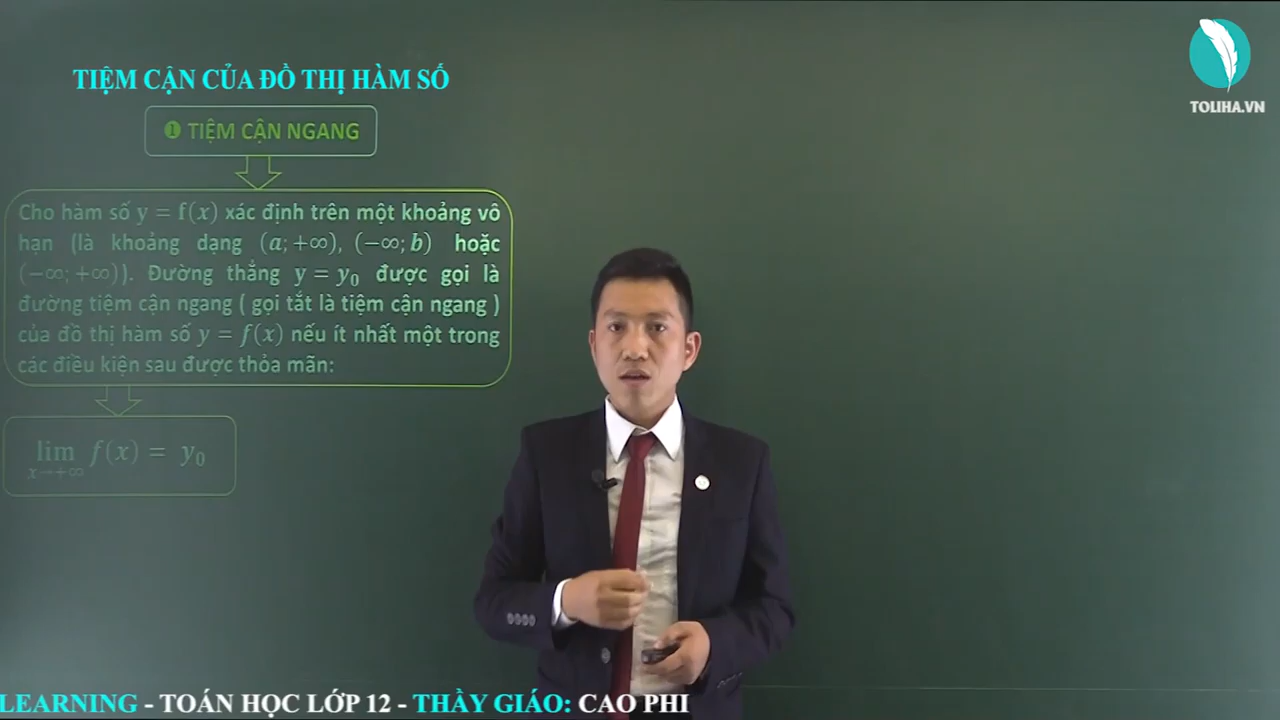 TIỆM CẬN CỦA ĐỒ THỊ HÀM SỐ
TOLIHA.VN
❶ TIỆM CẬN NGANG
Cho hàm số y = f(x) xác định trên một khoảng vô
hạn (là khoảng dạng (a; +∞), (−∞; b) hoặc
(−∞; +∞)). Đường thẳng y = y₀ được gọi là
đường tiệm cận ngang ( gọi tắt là tiệm cận ngang )
của đồ thị hàm số y = f(x) nếu ít nhất một trong
các điều kiện sau được thỏa mãn:
lim f(x) = y₀
x→+∞
LEARNING - TOÁN HỌC LỚP 12 - THẦY GIÁO: CAO PHI